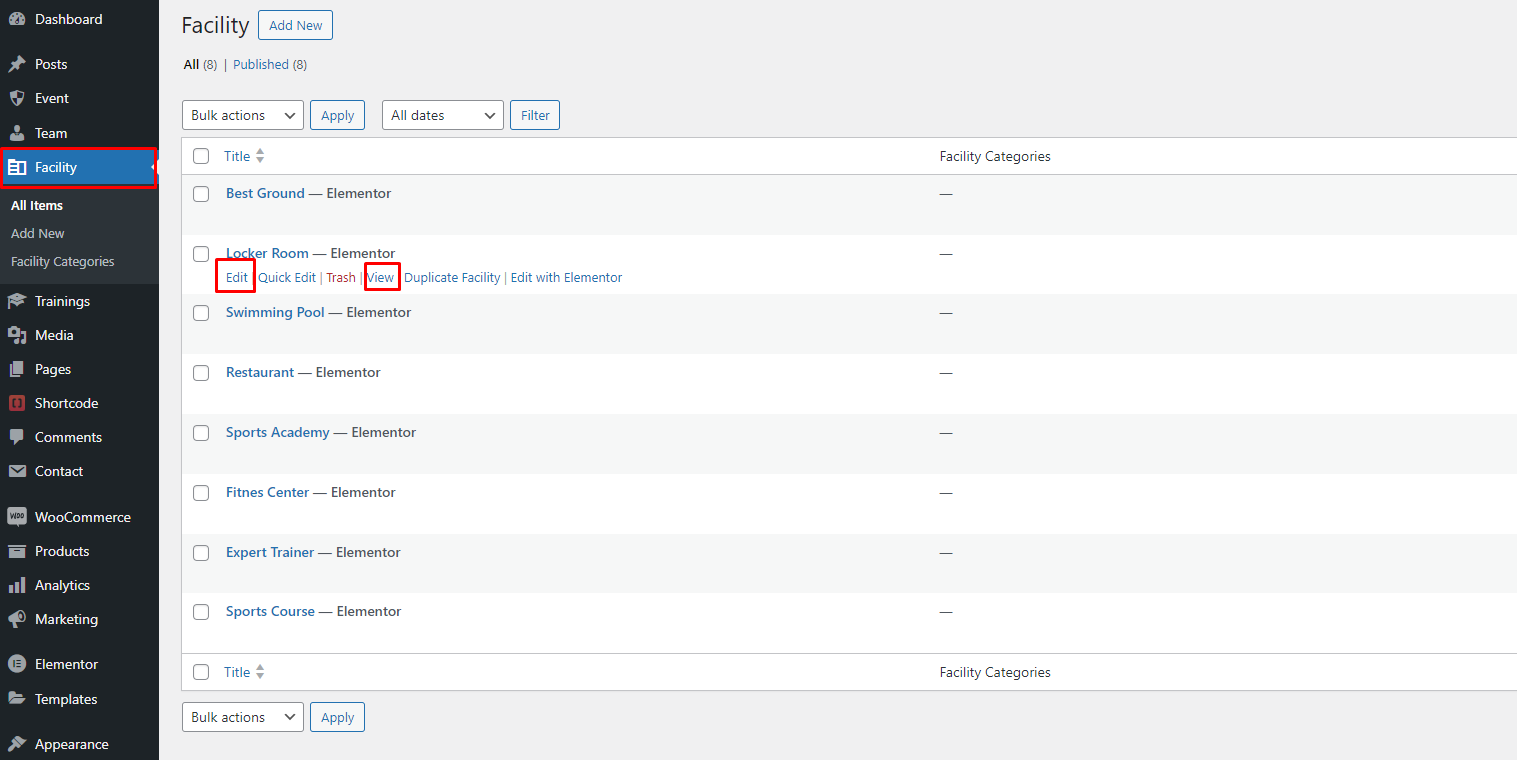 Dashboard
Posts
Event
Team
Facility
All Items
Add New
Facility Categories
Trainings
Media
Pages
Shortcode
Comments
Contact
WOO WooCommerce
Products
Analytics
Marketing
Elementor
Templates
Appearance
Facility Add New
All (8) | Published (8)
Bulk actions Apply All dates Filter
Title Facility Categories
Best Ground — Elementor —
Locker Room — Elementor —
Edit | Quick Edit | Trash | View | Duplicate Facility | Edit with Elementor
Swimming Pool — Elementor —
Restaurant — Elementor —
Sports Academy — Elementor —
Fitnes Center — Elementor —
Expert Trainer — Elementor —
Sports Course — Elementor —
Title Facility Categories
Bulk actions Apply